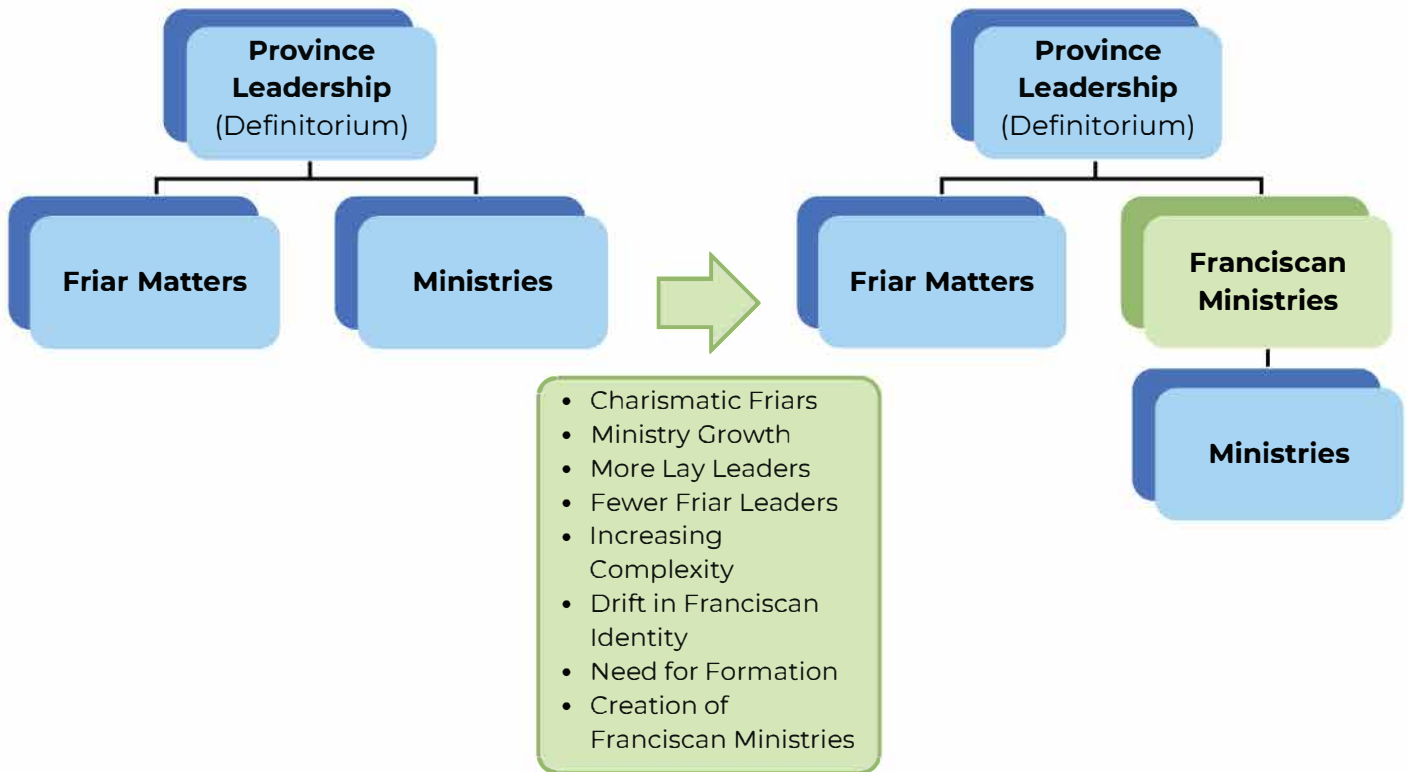 Province
Leadership
(Definitorium)
Friar Matters
Ministries
• Charismatic Friars
• Ministry Growth
• More Lay Leaders
• Fewer Friar Leaders
• Increasing
Complexity
• Drift in Franciscan
Identity
• Need for Formation
• Creation of
Franciscan Ministries
Province
Leadership
(Definitorium)
Friar Matters
Franciscan
Ministries
Ministries